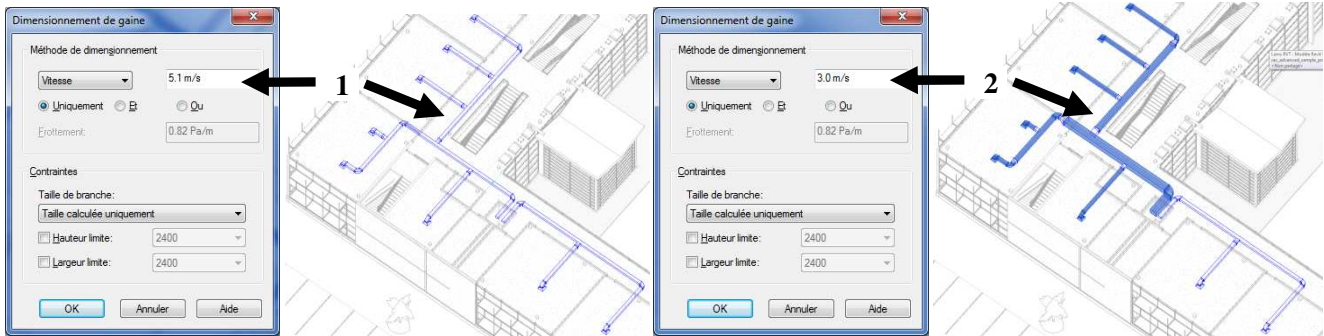 Dimensionnement de gaine
Méthode de dimensionnement
Vitesse
5.1 m/s
Uniquement
Et
Ou
Frottement:
0.82 Pa/m
Contraintes
Taille de branche:
Taille calculée uniquement
Hauteur limite:
2400
Largeur limite:
2400
OK
Annuler
Aide
1
Dimensionnement de gaine
Méthode de dimensionnement
Vitesse
3.0 m/s
Uniquement
Et
Ou
Frottement:
0.82 Pa/m
Contraintes
Taille de branche:
Taille calculée uniquement
Hauteur limite:
2400
Largeur limite:
2400
OK
Annuler
Aide
2